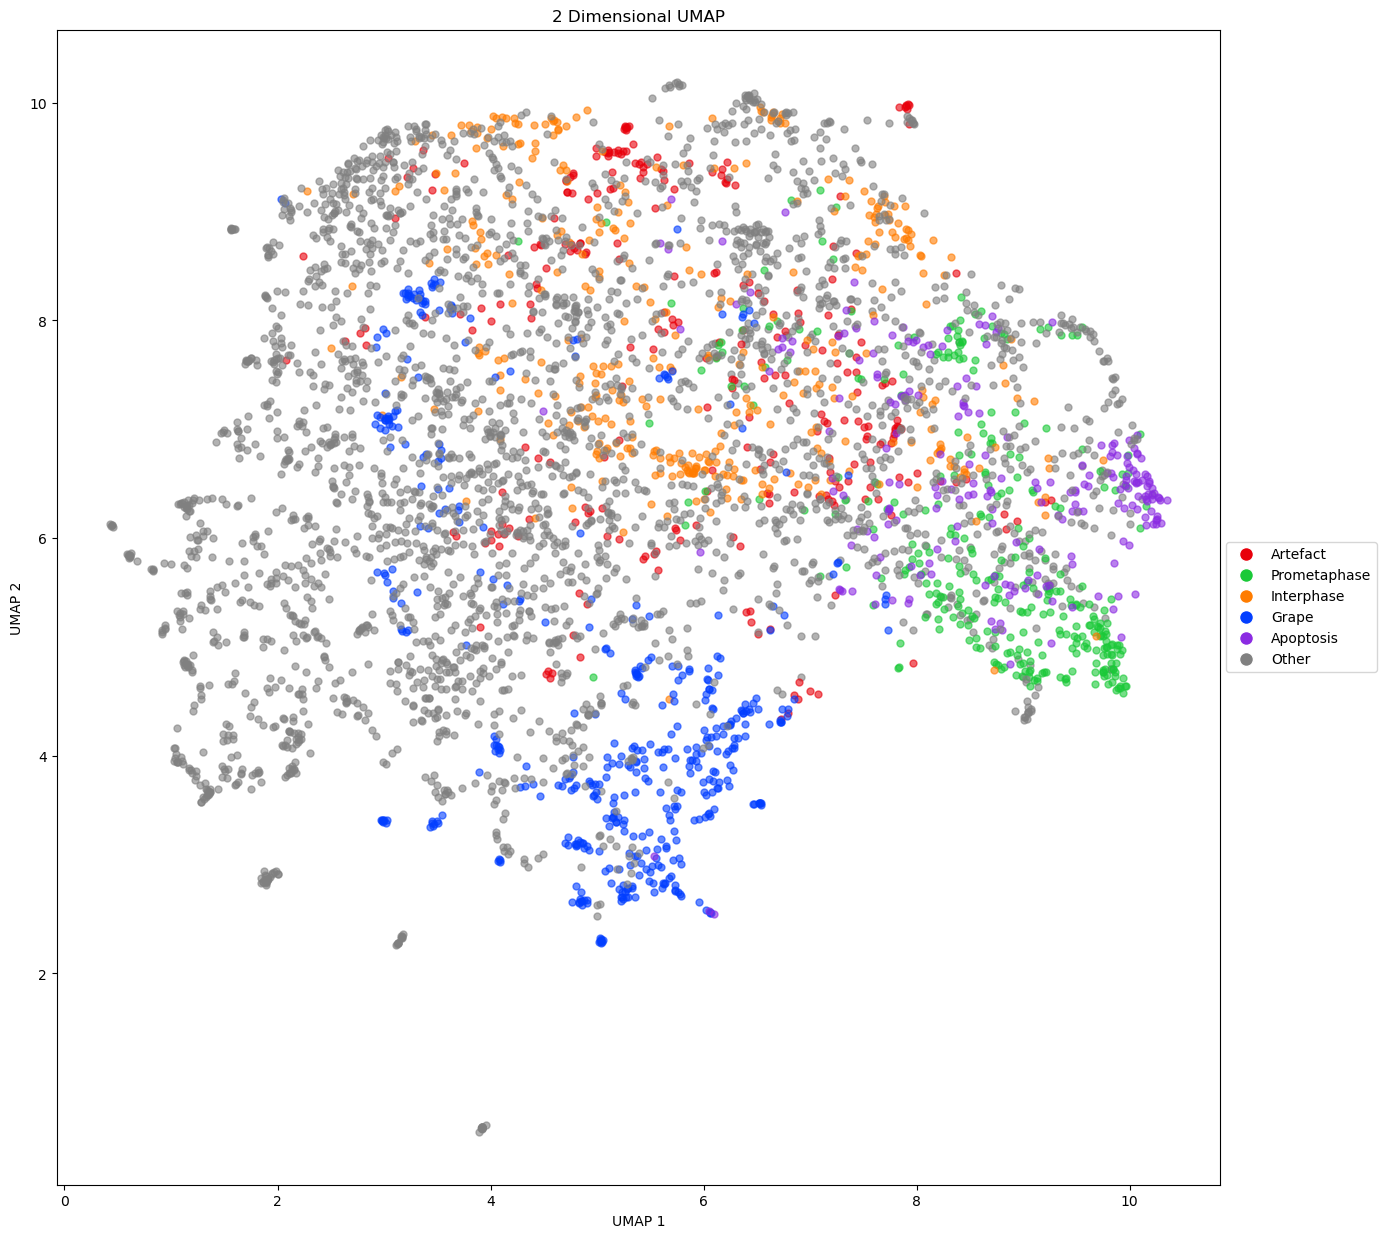 2 Dimensional UMAP
10
8
6
4
2
UMAP 2
0
2
4
6
8
10
UMAP 1
Artefact
Prometaphase
Interphase
Grape
Apoptosis
Other